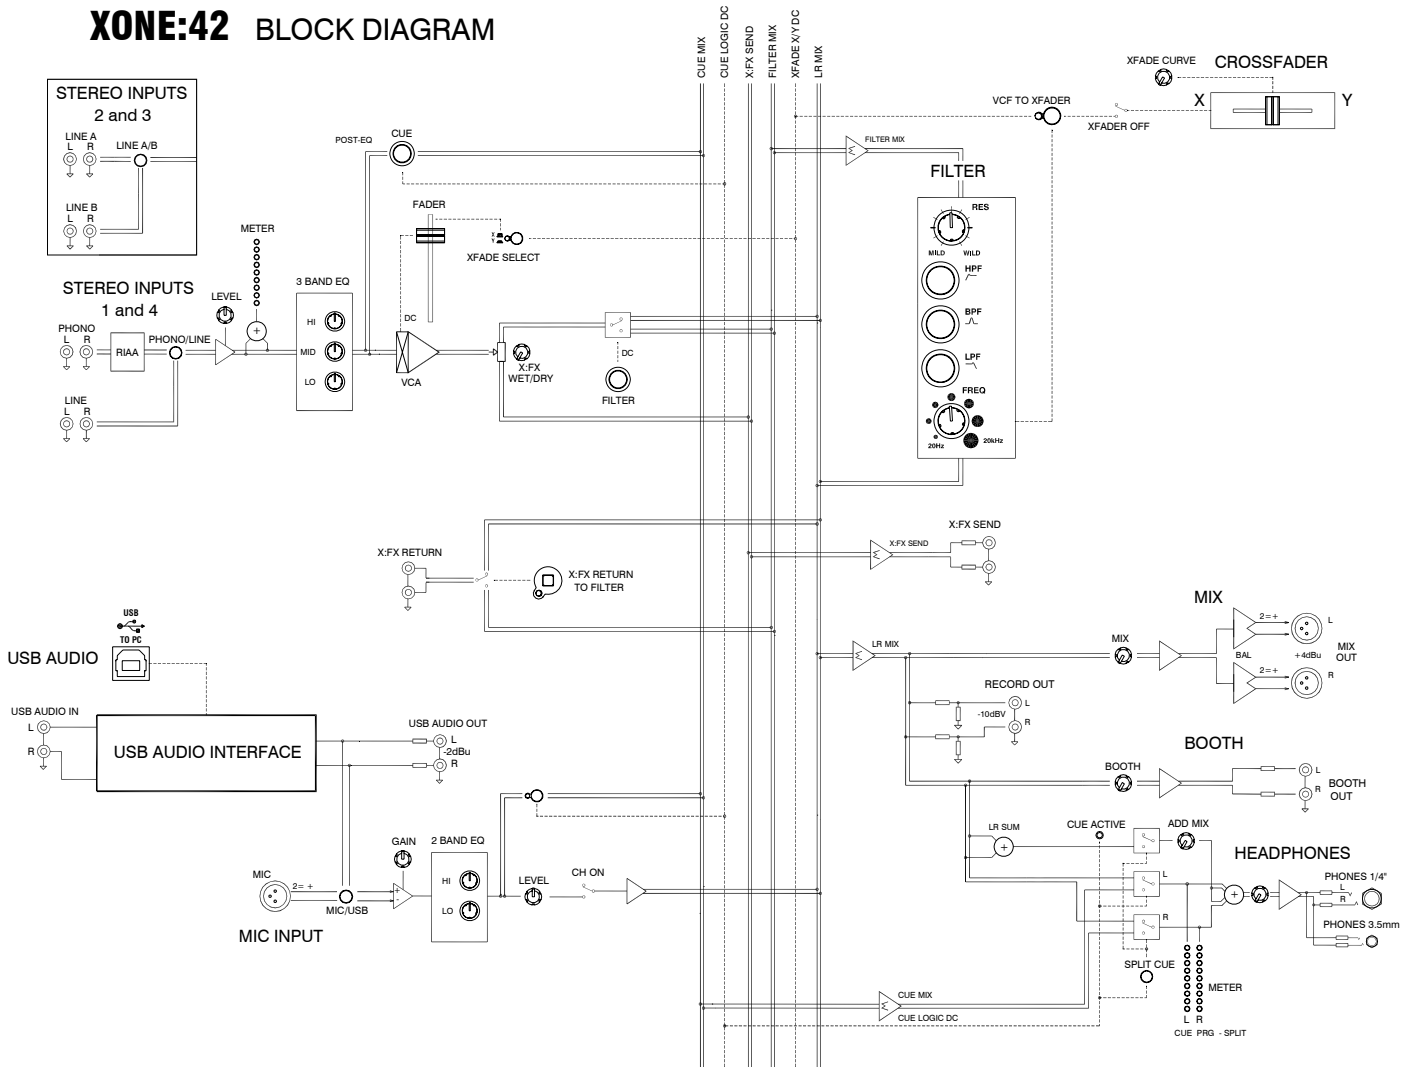 XONE:42 BLOCK DIAGRAM
CUE MIX
CUE LOGIC DC
X:FX SEND
FILTER MIX
XFADE X/Y DC
LR MIX
XFADE CURVE
CROSSFADER
X
Y
VCF TO XFADER
XFADER OFF
STEREO INPUTS
2 and 3
LINE A
L R
LINE A/B
LINE B
L R
POST-EQ
CUE
FILTER MIX
FILTER
RES
MILD WILD
HPF
BPF
LPF
FREQ
20Hz
20kHz
METER
FADER
X
Y
XFADE SELECT
STEREO INPUTS
1 and 4
LEVEL
3 BAND EQ
HI
MID
LO
PHONO
L R
RIAA
PHONO/LINE
LINE
L R
+
DC
VCA
X:FX
WET/DRY
DC
FILTER
X:FX RETURN
X:FX RETURN
TO FILTER
X:FX SEND
X:FX SEND
USB
TO PC
USB AUDIO
USB AUDIO IN
L
R
USB AUDIO INTERFACE
USB AUDIO OUT
L
-2dBu
R
MIX
LR MIX
MIX
2=+
L
BAL
+4dBu
MIX
OUT
2=+
R
RECORD OUT
L
-10dBV
R
BOOTH
BOOTH
L
R
BOOTH
OUT
MIC
2= +
MIC/USB
MIC INPUT
GAIN
+
-
2 BAND EQ
HI
LO
LEVEL
CH ON
LR SUM
+
CUE ACTIVE
ADD MIX
HEADPHONES
L
R
+
PHONES 1/4"
L
R
PHONES 3.5mm
SPLIT CUE
METER
L R
CUE PRG - SPLIT
CUE MIX
CUE LOGIC DC